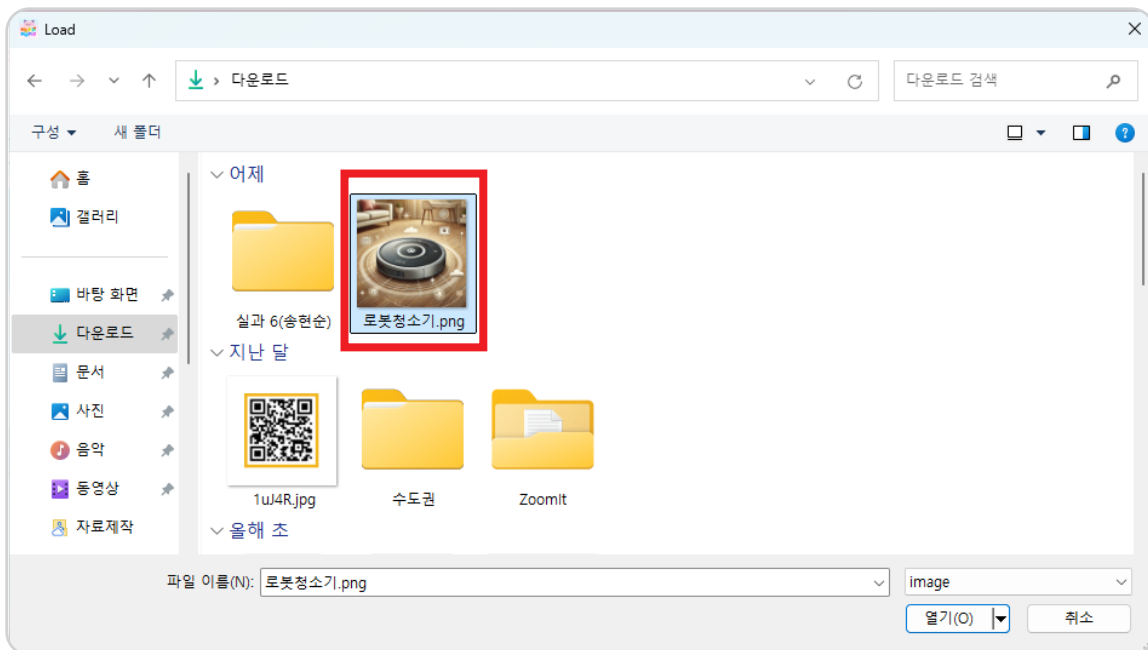 Load
다운로드
다운로드 검색
구성
새 폴더
홈
갤러리
바탕 화면
다운로드
문서
사진
음악
동영상
자료제작
어제
실과 6(송현순)
로봇청소기.png
지난 달
1uJ4R.jpg
수도권
ZoomIt
올해 초
파일 이름(N):
로봇청소기.png
image
열기(O)
취소